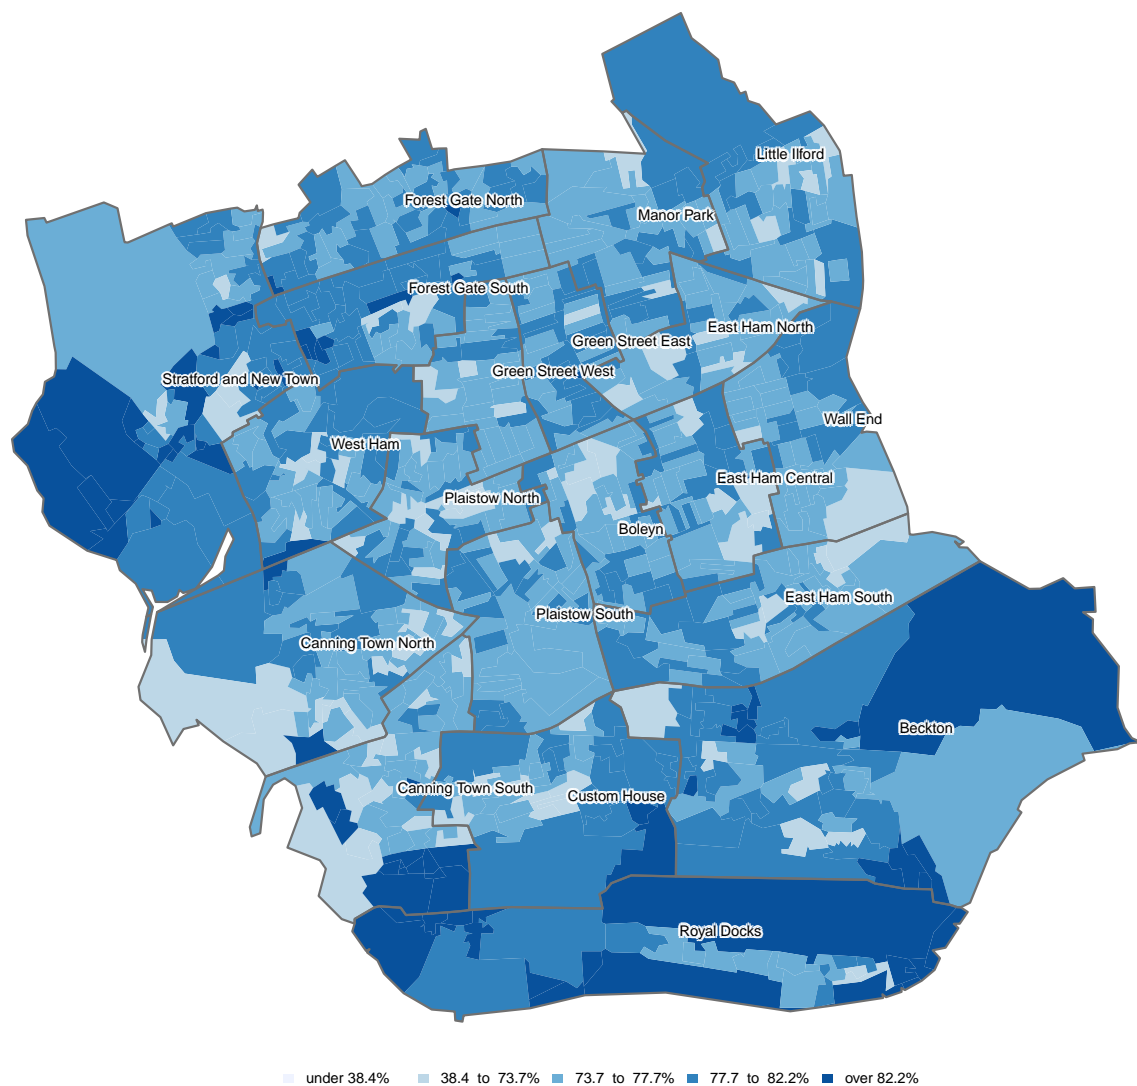 Little Ilford
Forest Gate North
Manor Park
Forest Gate South
East Ham North
Green Street East
Green Street West
Stratford and New Town
Wall End
West Ham
East Ham Central
Plaistow North
Boleyn
East Ham South
Plaistow South
Canning Town North
Beckton
Canning Town South
Custom House
Royal Docks
under 38.4% 38.4 to 73.7% 73.7 to 77.7% 77.7 to 82.2% over 82.2%